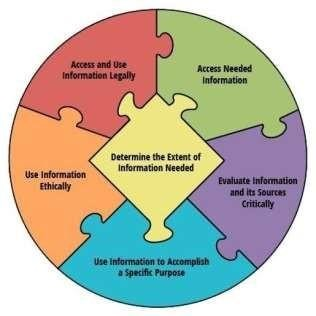 Access and Use
Information Legally
Access Needed
Information
Determine the Extent of
Information Needed
Use Information
Ethically
Evaluate Information
and its Sources
Critically
Use Information to Accomplish
a Specific Purpose